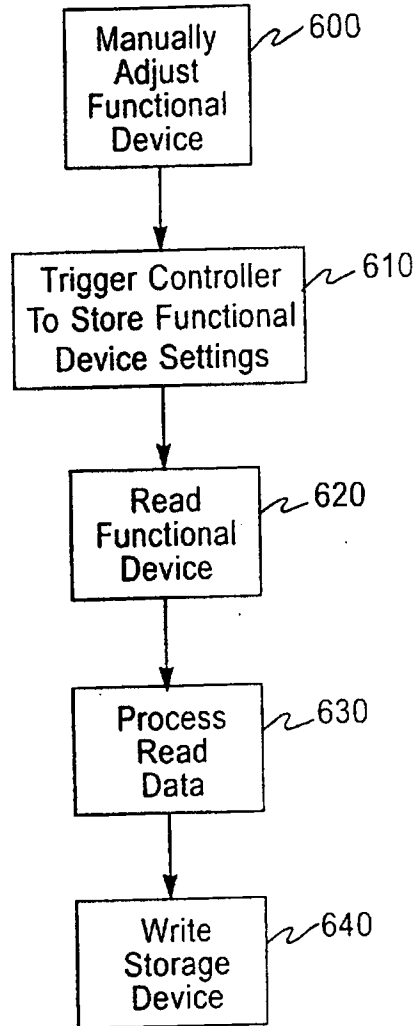 Manually
Adjust
Functional
Device
600
Trigger Controller
To Store Functional
Device Settings
610
Read
Functional
Device
620
Process
Read
Data
630
Write
Storage
Device
640